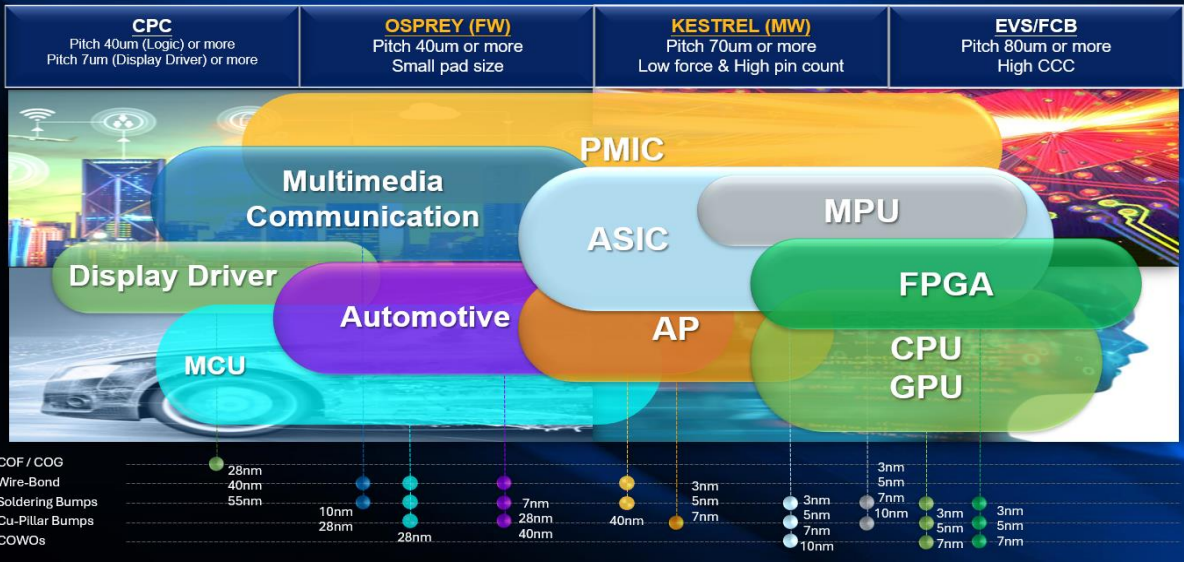 CPC
Pitch 40um (Logic) or more
Pitch 7um (Display Driver) or more
OSPREY (FW)
Pitch 40um or more
Small pad size
KESTREL (MW)
Pitch 70um or more
Low force & High pin count
EVS/FCB
Pitch 80um or more
High CCC
PMIC
Multimedia
Communication
MPU
ASIC
Display Driver
FPGA
Automotive
AP
MCU
CPU
GPU
COF / COG
Wire-Bond
Soldering Bumps
Cu-Pillar Bumps
COWOs
28nm
40nm
55nm
10nm
28nm
28nm
7nm
28nm
40nm
40nm
3nm
5nm
7nm
3nm
5nm
7nm
10nm
3nm
5nm
7nm
10nm
3nm
5nm
7nm
3nm
5nm
7nm